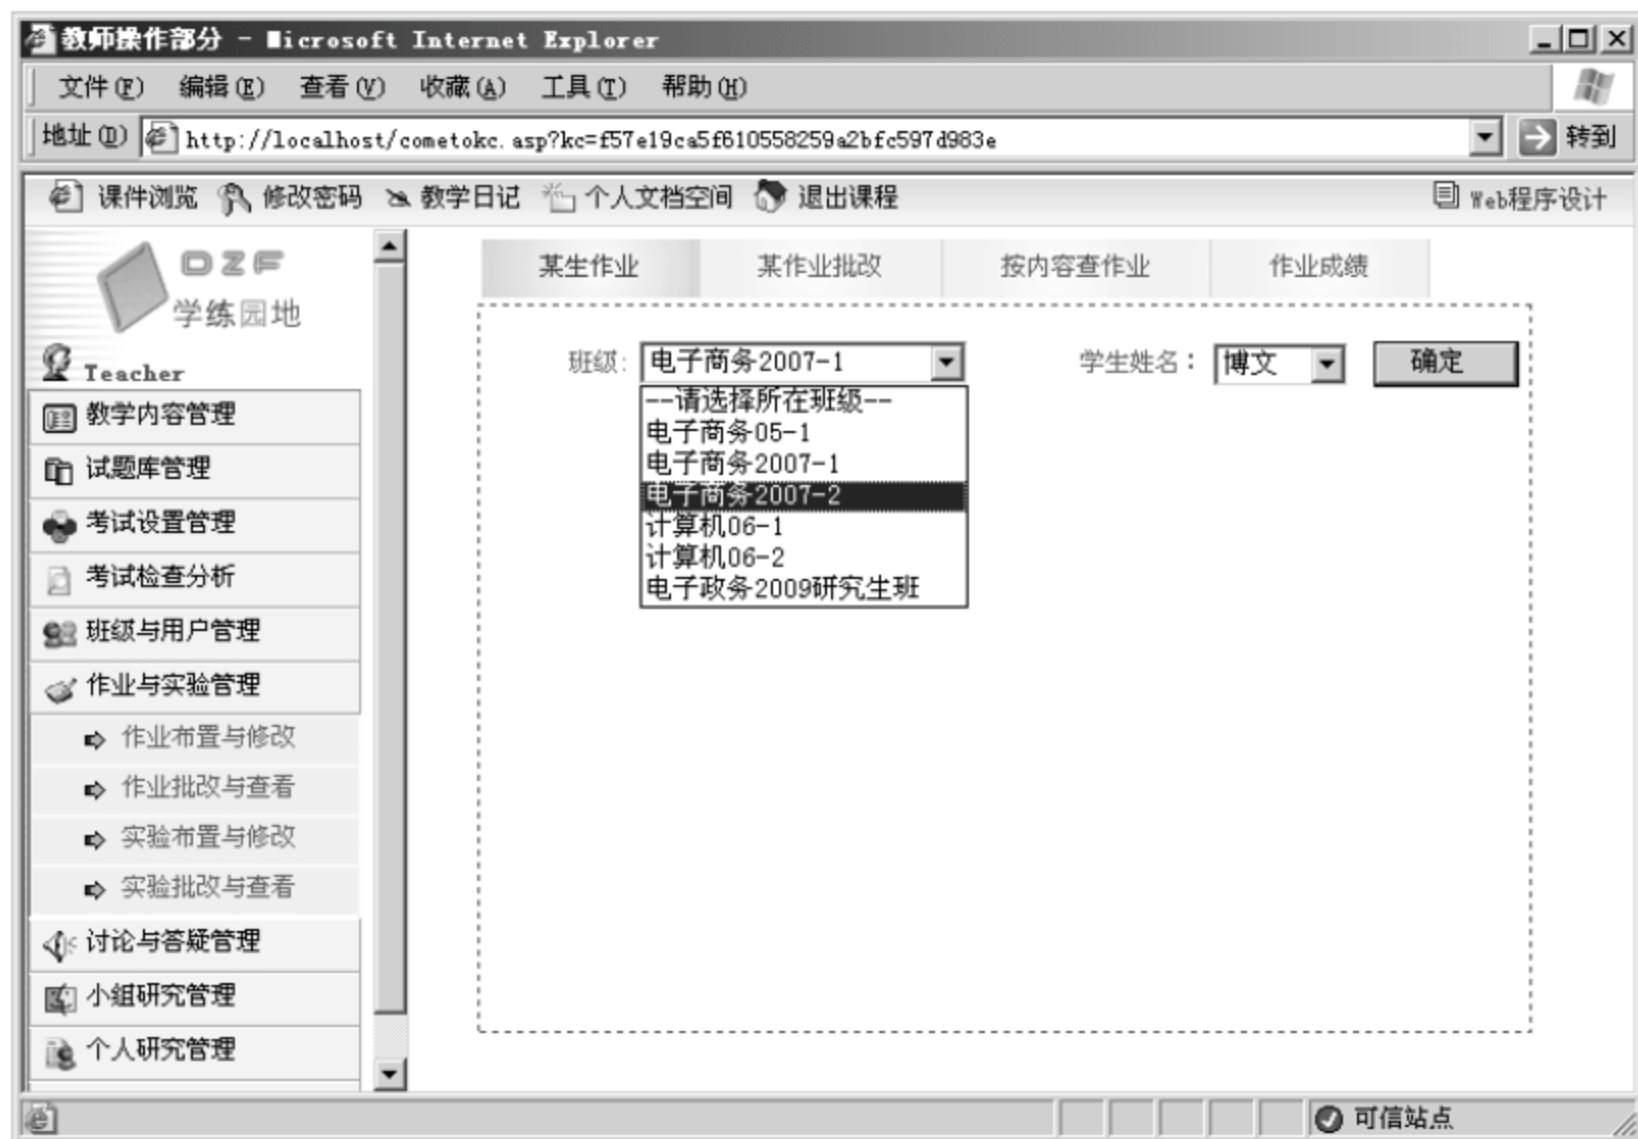 教师操作部分 - Microsoft Internet Explorer
文件(F) 编辑(E) 查看(V) 收藏(A) 工具(T) 帮助(H)
地址(D) http://localhost/cometokc.asp?kc=f57e19ca5f610558259a2bfc597d983e 转到
课件浏览 修改密码 教学日记 个人文档空间 退出课程 Web程序设计
DZF
学练园地
Teacher
教学内容管理
试题库管理
考试设置管理
考试检查分析
班级与用户管理
作业与实验管理
作业布置与修改
作业批改与查看
实验布置与修改
实验批改与查看
讨论与答疑管理
小组研究管理
个人研究管理
某生作业 某作业批改 按内容查作业 作业成绩
班级: 电子商务2007-1 学生姓名: 博文 确定
--请选择所在班级--
电子商务05-1
电子商务2007-1
电子商务2007-2
计算机06-1
计算机06-2
电子政务2009研究生班
可信站点